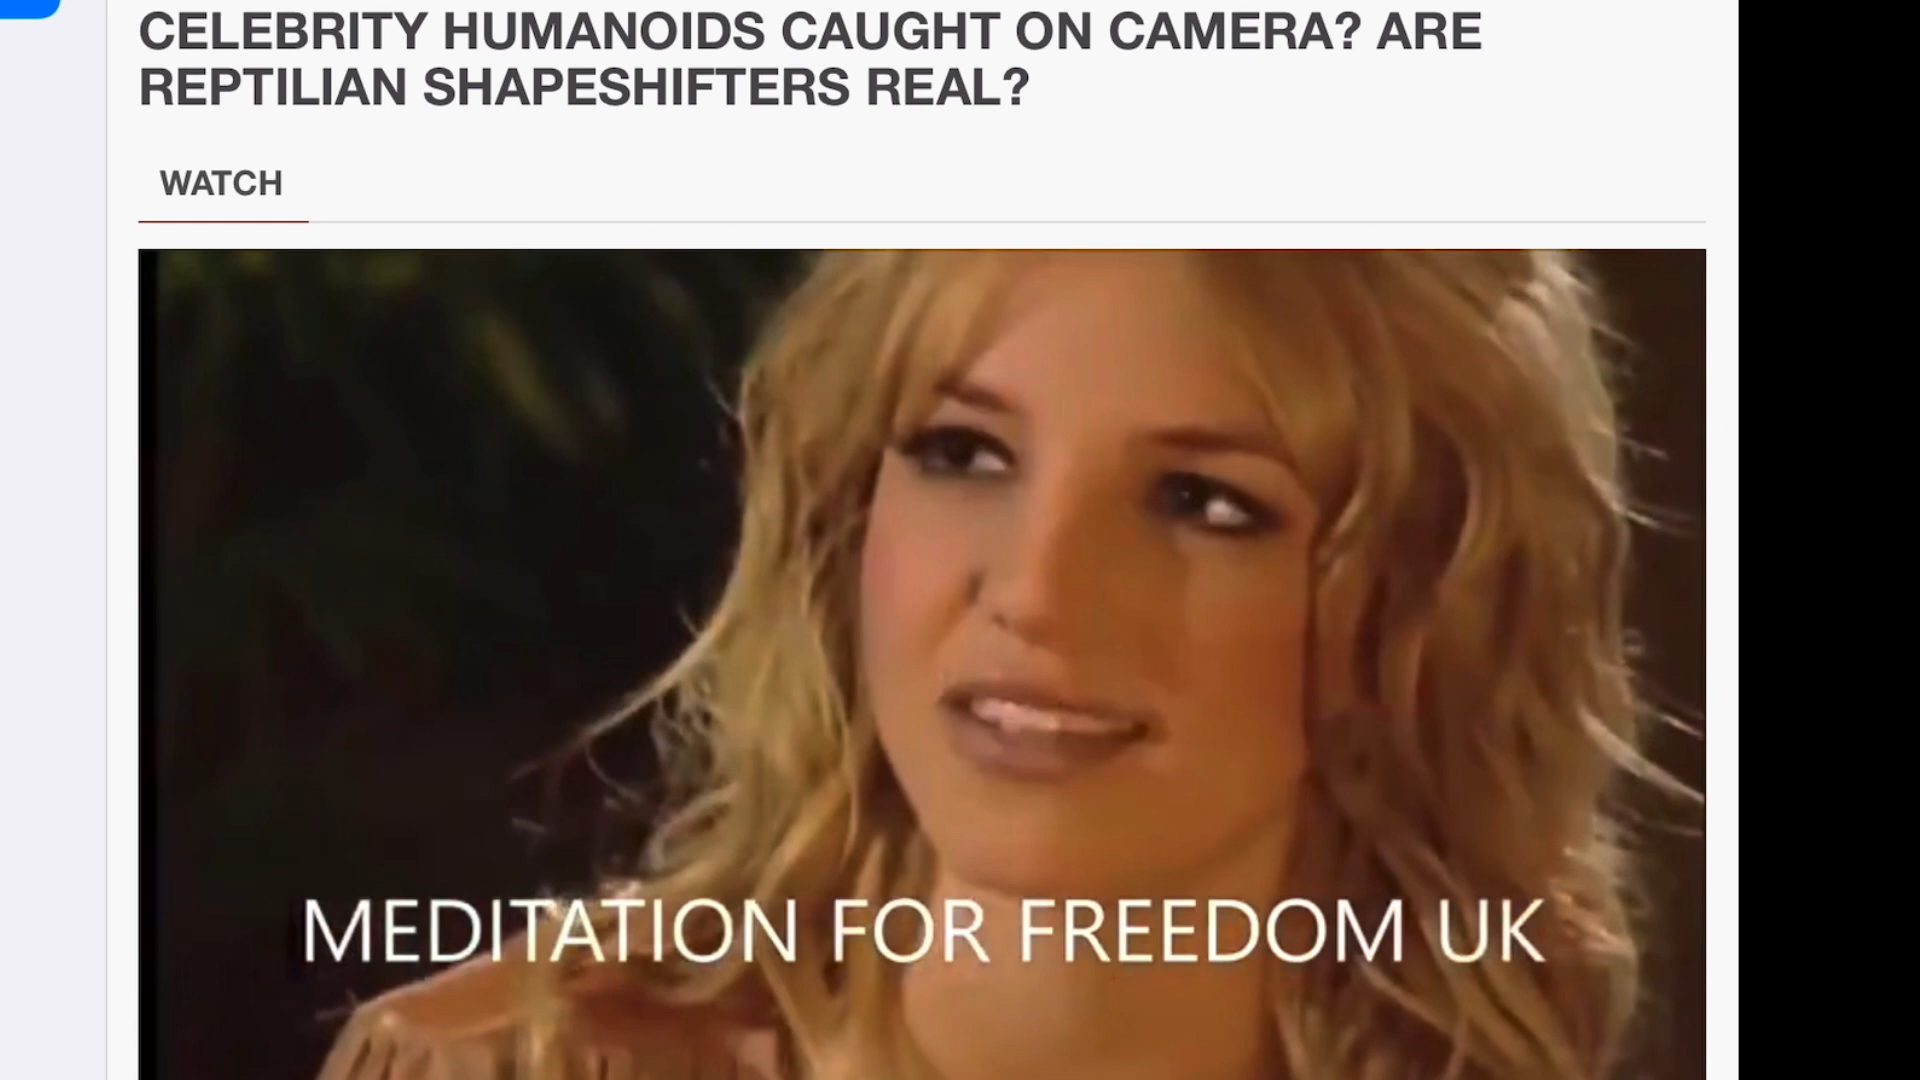 CELEBRITY HUMANOIDS CAUGHT ON CAMERA? ARE
REPTILIAN SHAPESHIFTERS REAL?
WATCH
MEDITATION FOR FREEDOM UK